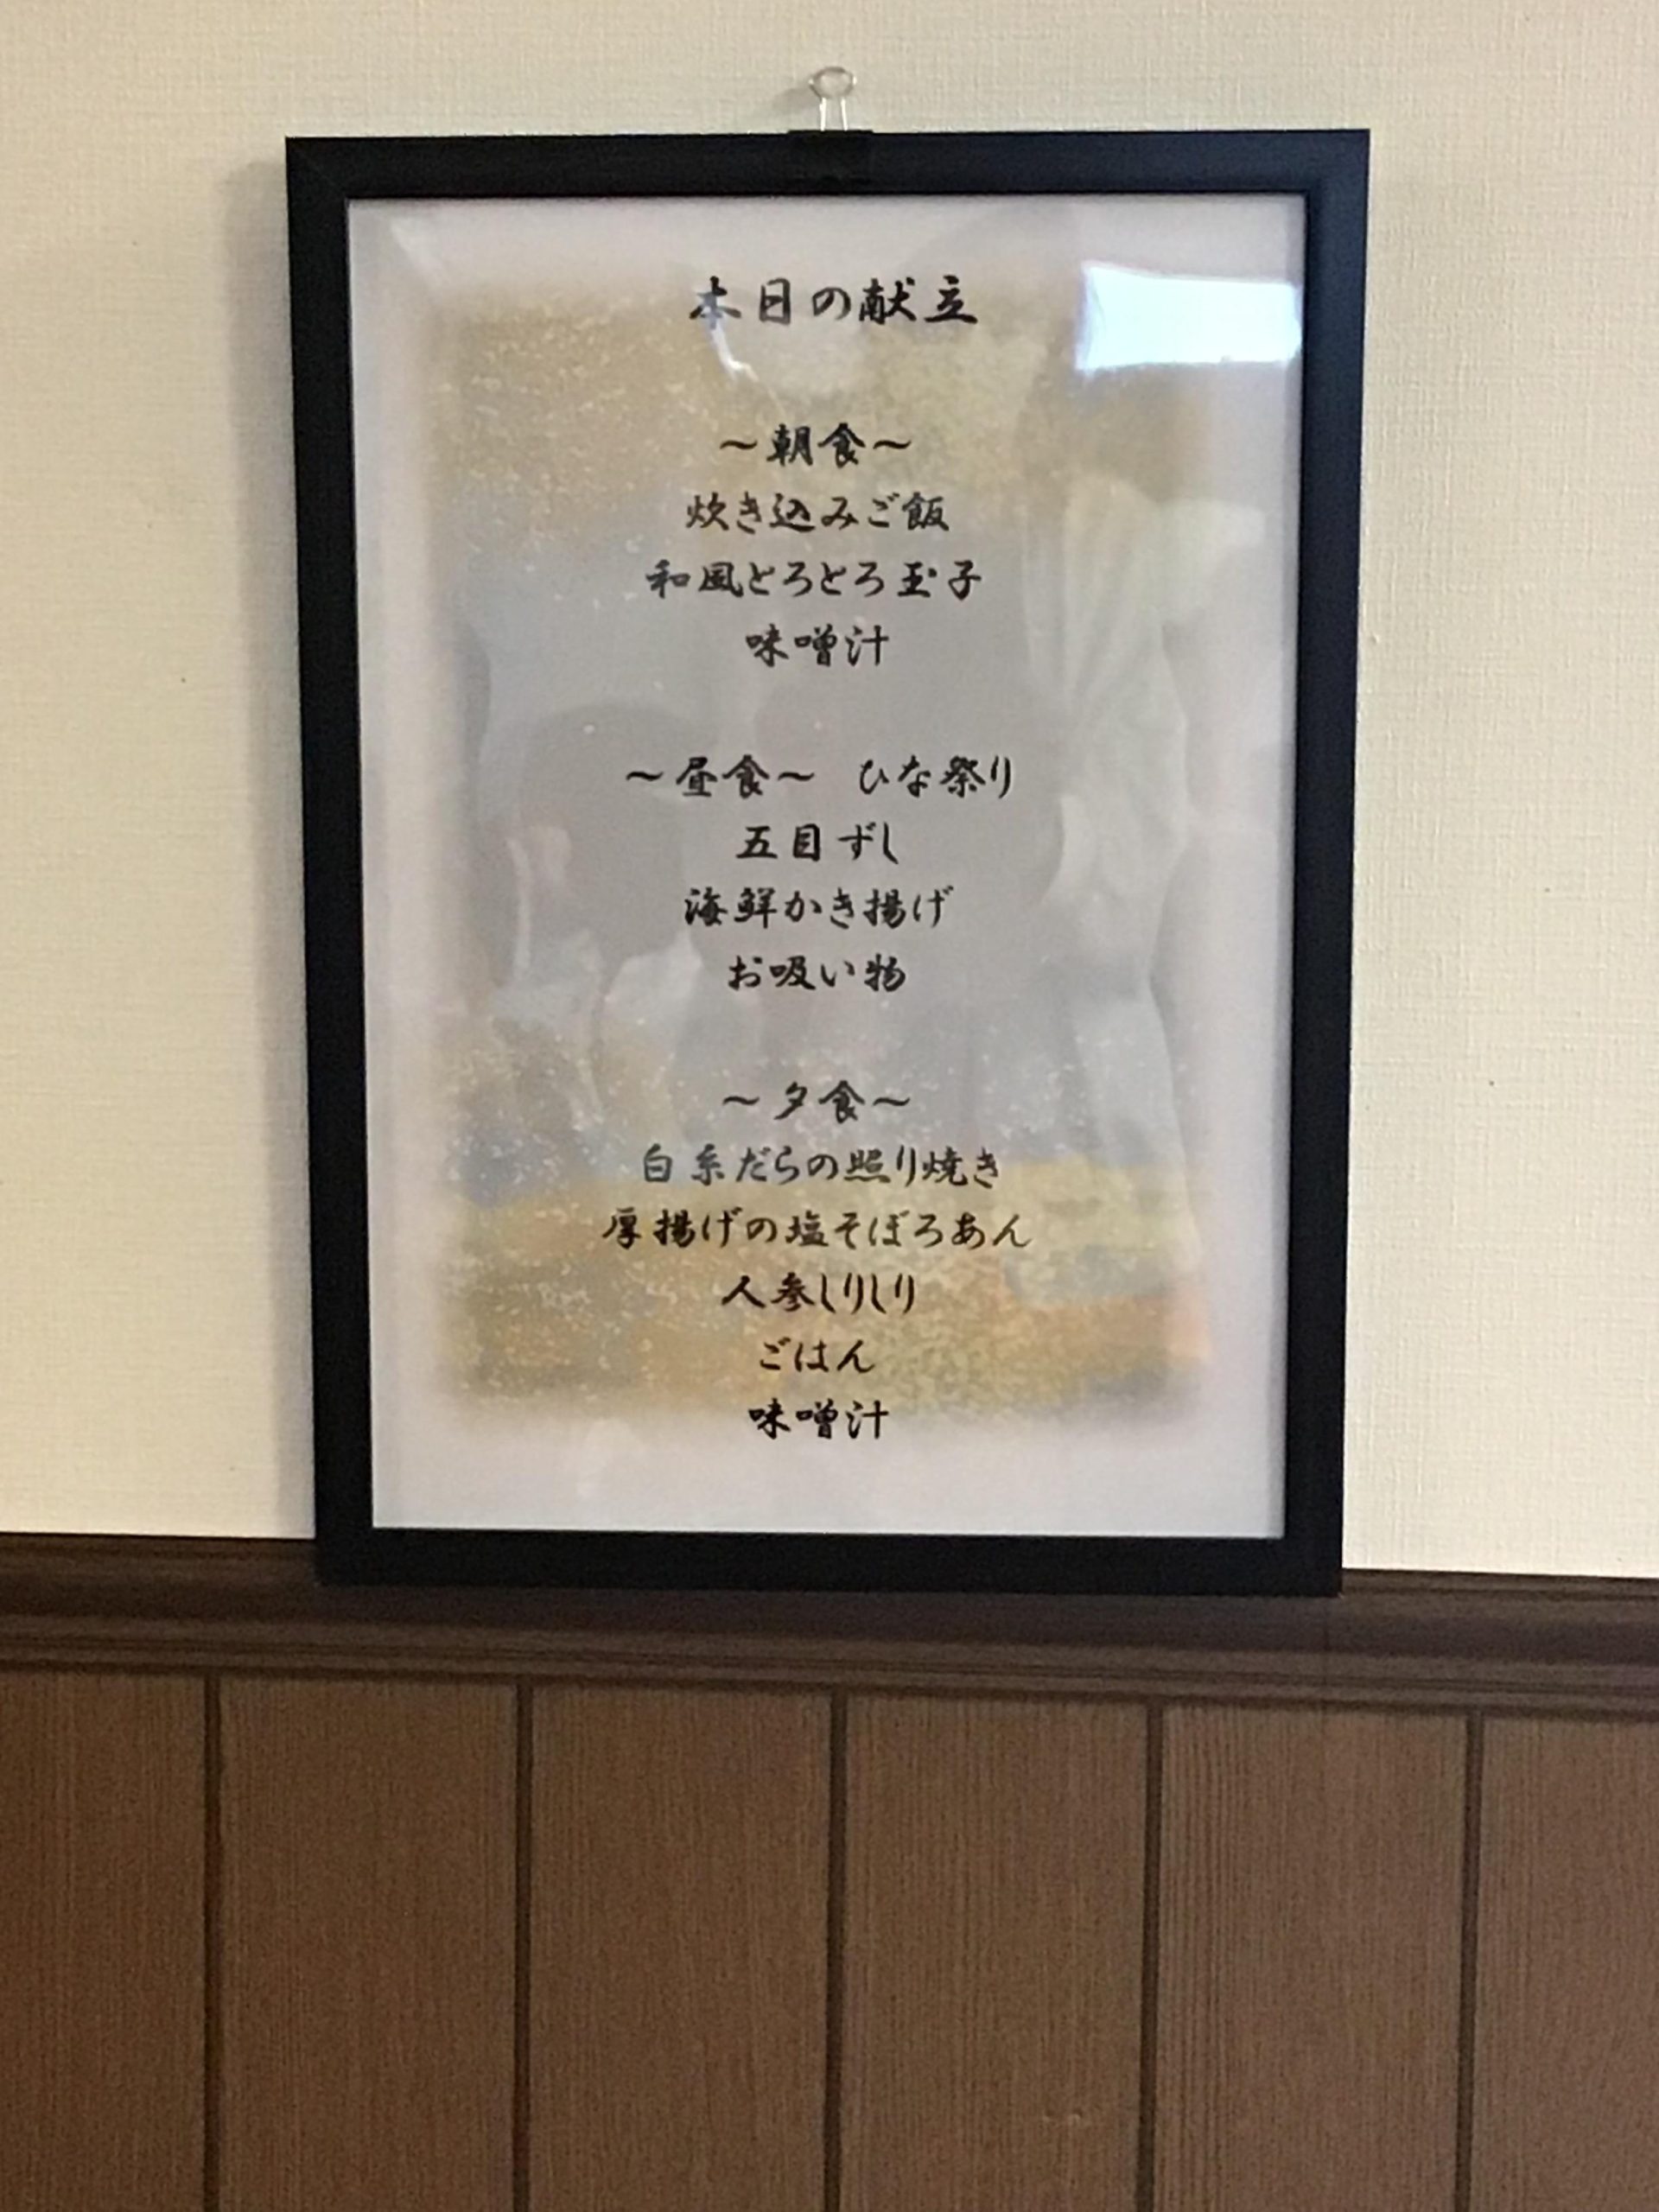 本日の献立
～朝食～
炊き込みご飯
和風とろとろ玉子
味噌汁
～昼食～　ひな祭り
五目ずし
海鮮かき揚げ
お吸い物
～夕食～
白糸だらの照り焼き
厚揚げの塩そぼろあん
人参しりしり
ごはん
味噌汁